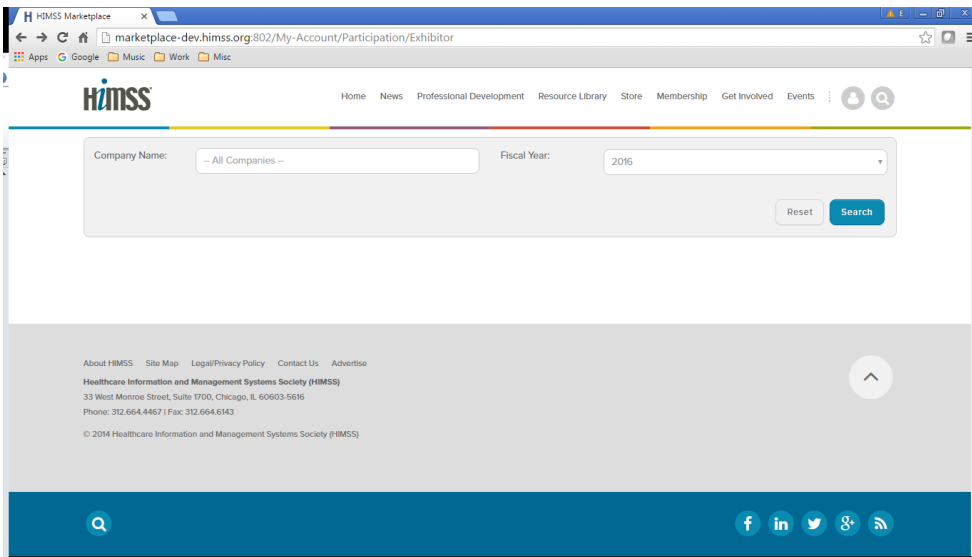 HIMSS Marketplace
marketplace-dev.himss.org:802/My-Account/Participation/Exhibitor
Apps Google Music Work Misc
HiMSS
Home News Professional Development Resource Library Store Membership Get Involved Events
Company Name: -- All Companies -- Fiscal Year: 2016
Reset Search
About HIMSS Site Map Legal/Privacy Policy Contact Us Advertise
Healthcare Information and Management Systems Society (HIMSS)
33 West Monroe Street, Suite 1700, Chicago, IL 60603-5616
Phone: 312.664.4467 | Fax: 312.664.6143
© 2014 Healthcare Information and Management Systems Society (HIMSS)